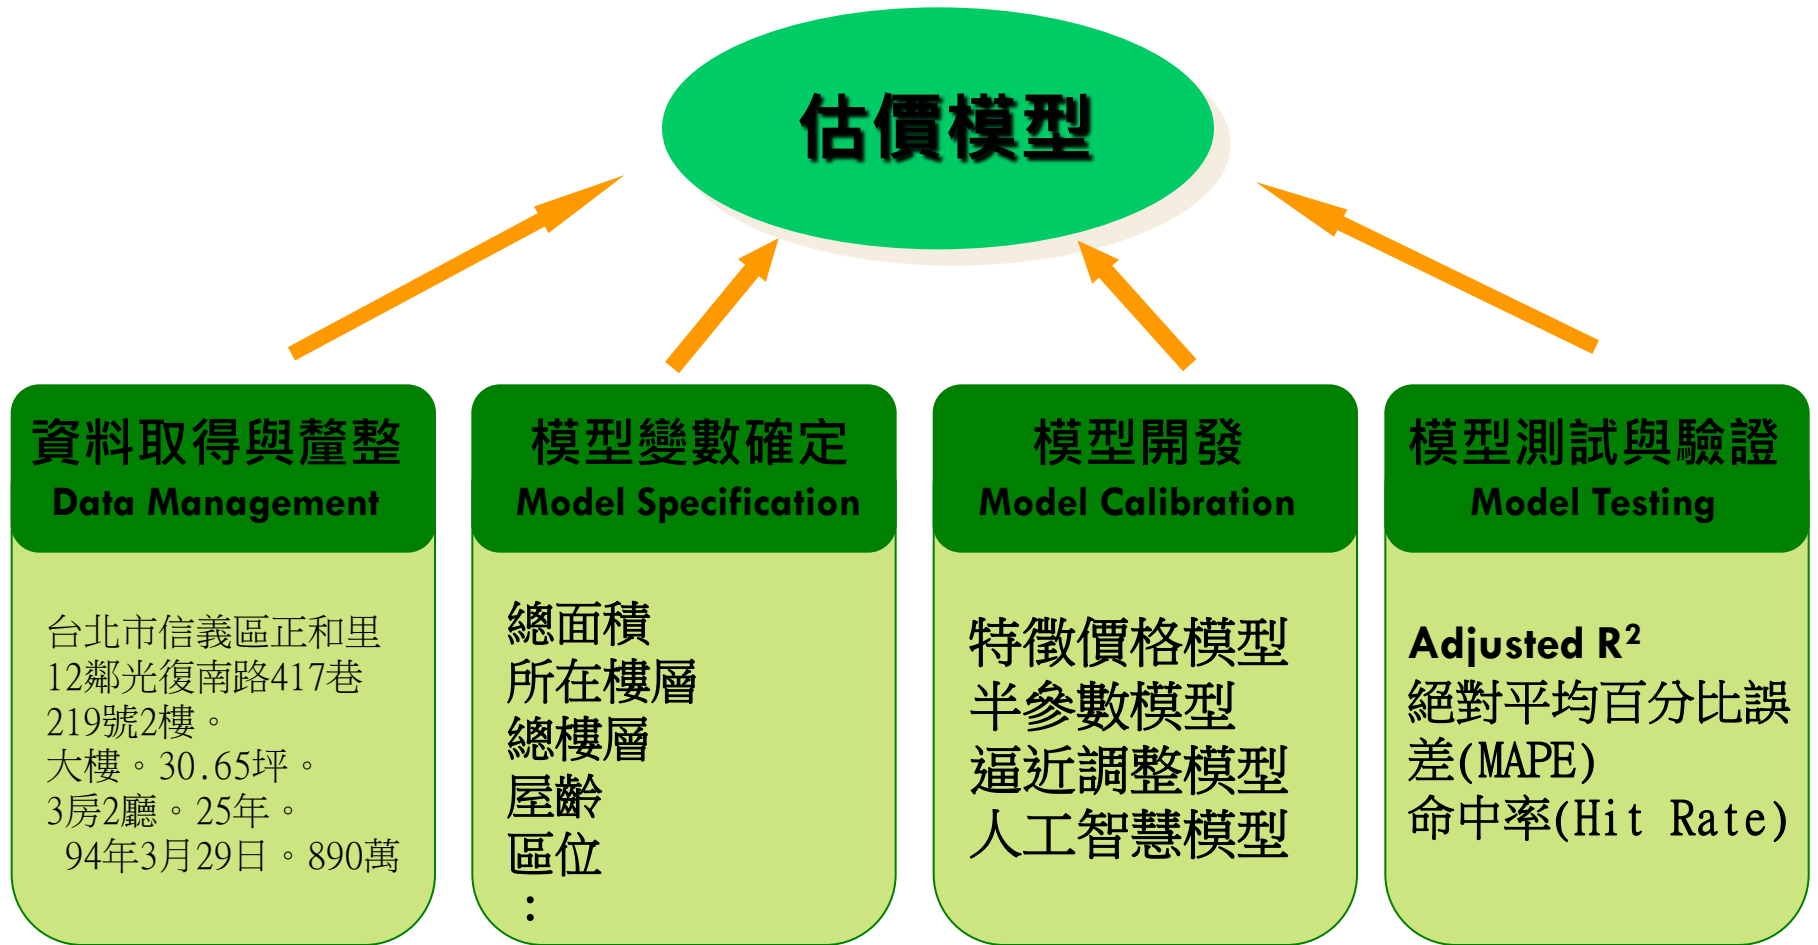 估價模型
資料取得與釐整
Data Management
台北市信義區正和里
12鄰光復南路417巷
219號2樓。
大樓。30.65坪。
3房2廳。25年。
94年3月29日。890萬
模型變數確定
Model Specification
總面積
所在樓層
總樓層
屋齡
區位
:
模型開發
Model Calibration
特徵價格模型
半參數模型
逼近調整模型
人工智慧模型
模型測試與驗證
Model Testing
Adjusted R²
絕對平均百分比誤
差(MAPE)
命中率(Hit Rate)